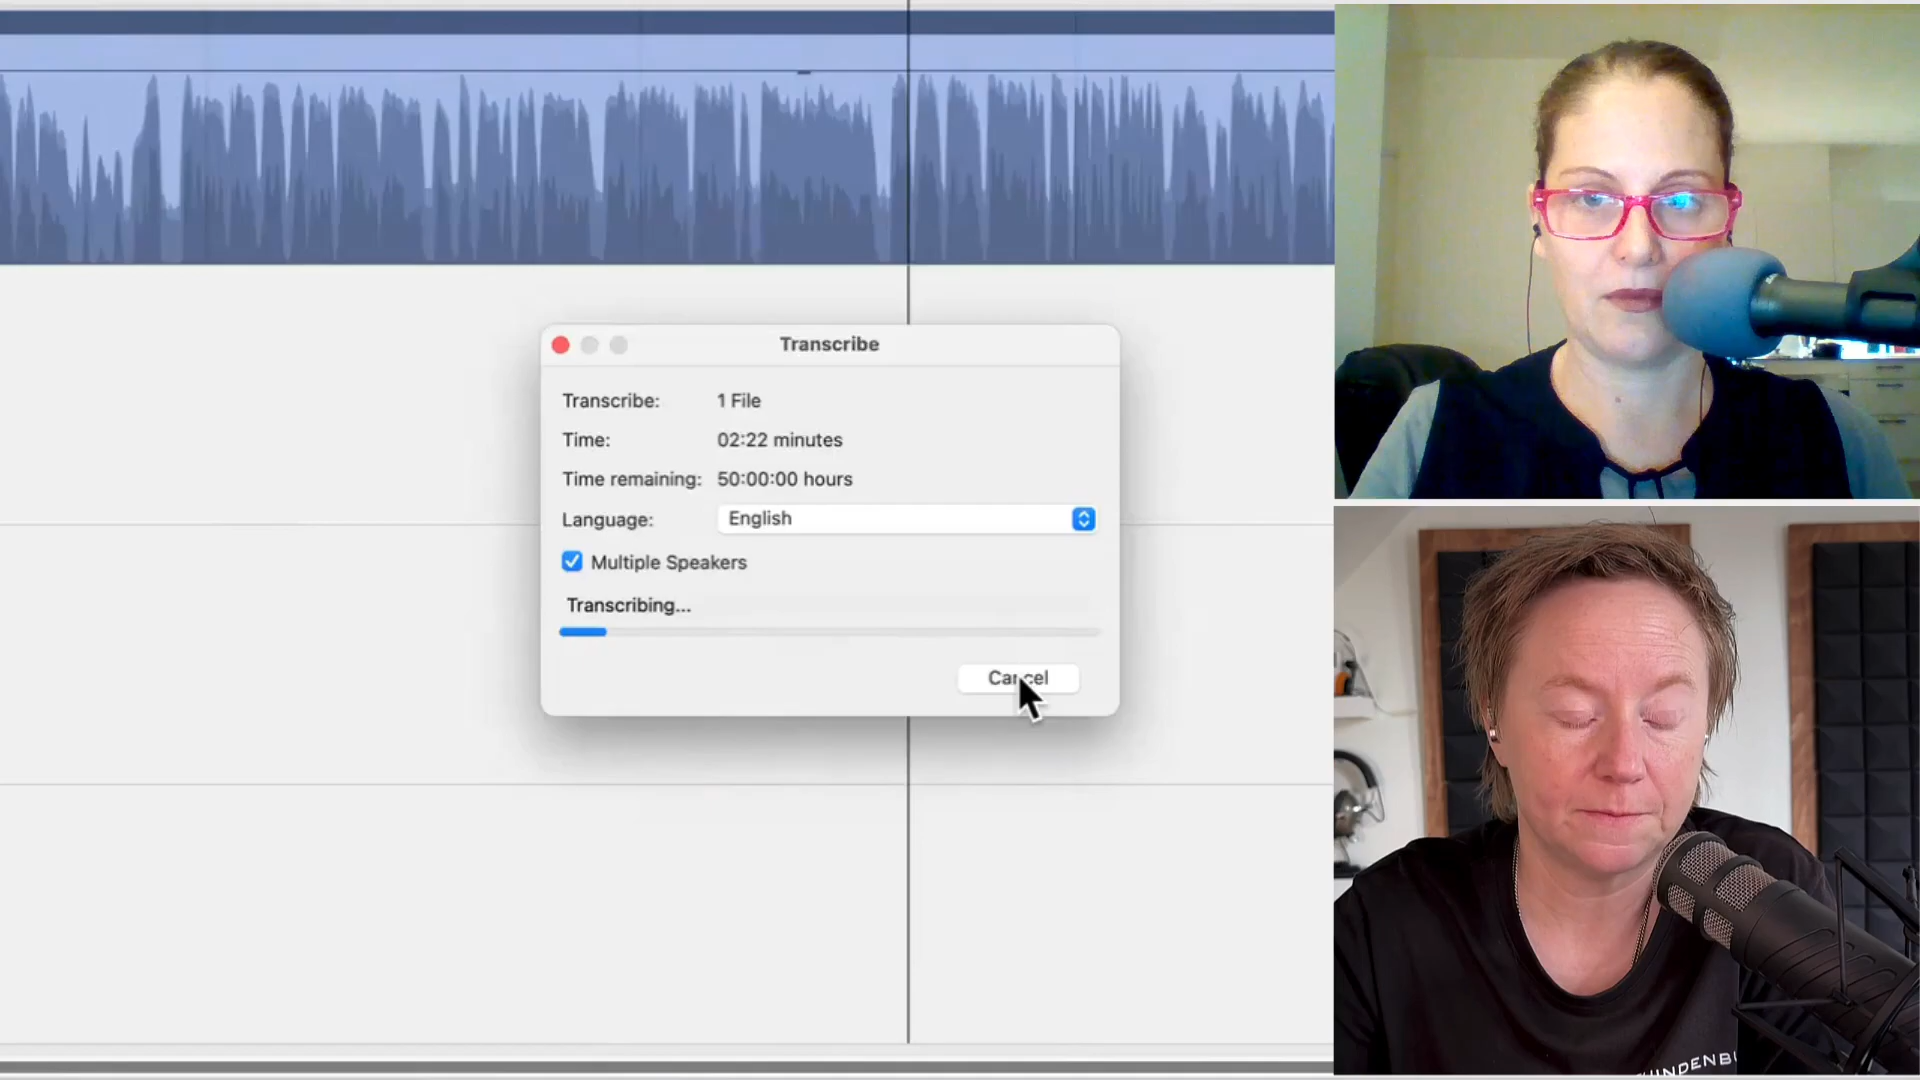 Transcribe
Transcribe: 1 File
Time: 02:22 minutes
Time remaining: 50:00:00 hours
Language: English
Multiple Speakers
Transcribing...
Cancel